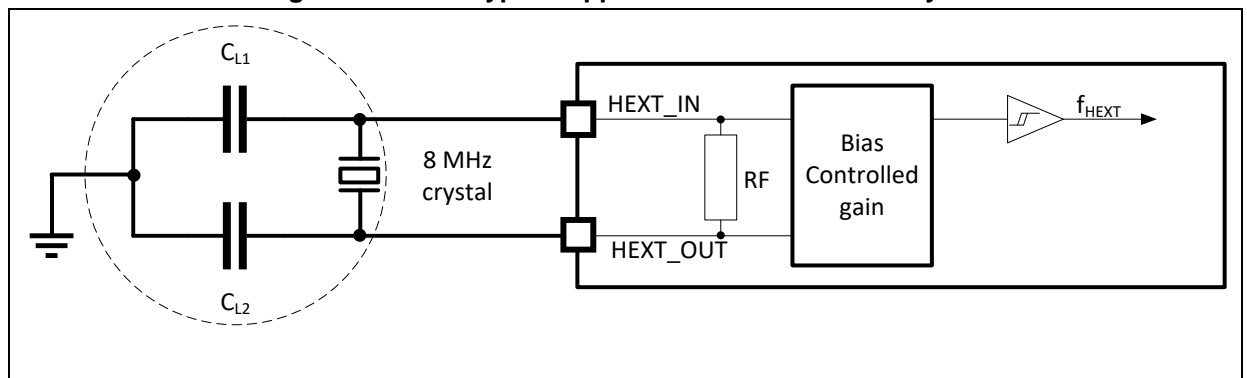 C_L1
HEXT_IN
f_HEXT
8 MHz
crystal
RF
Bias
Controlled
gain
HEXT_OUT
C_L2